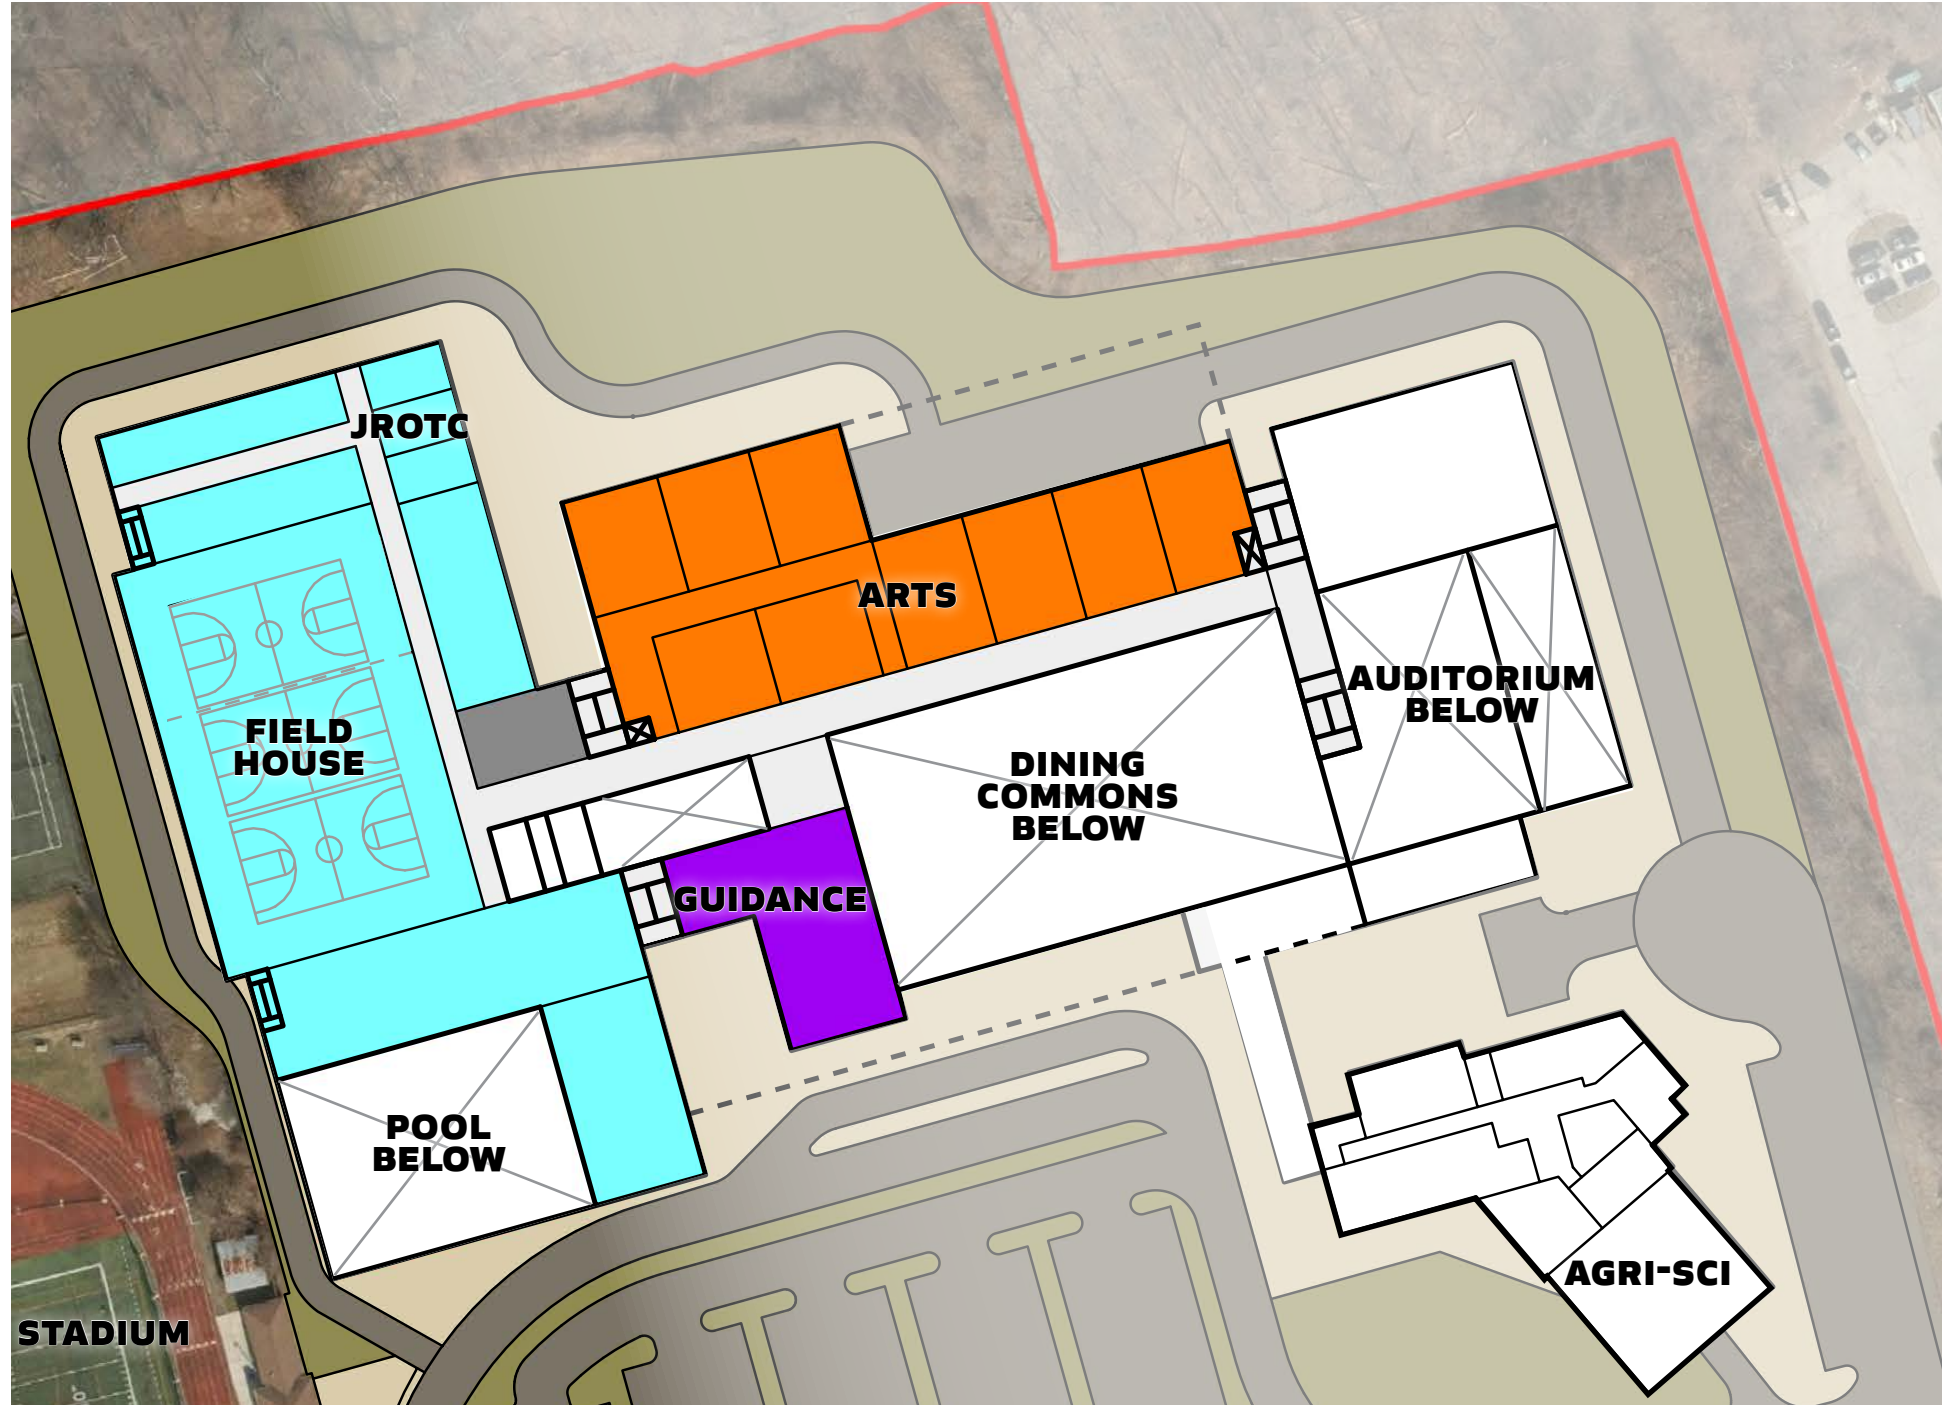 JROTC
ARTS
FIELD
HOUSE
AUDITORIUM
BELOW
DINING
COMMONS
BELOW
GUIDANCE
POOL
BELOW
AGRI-SCI
STADIUM